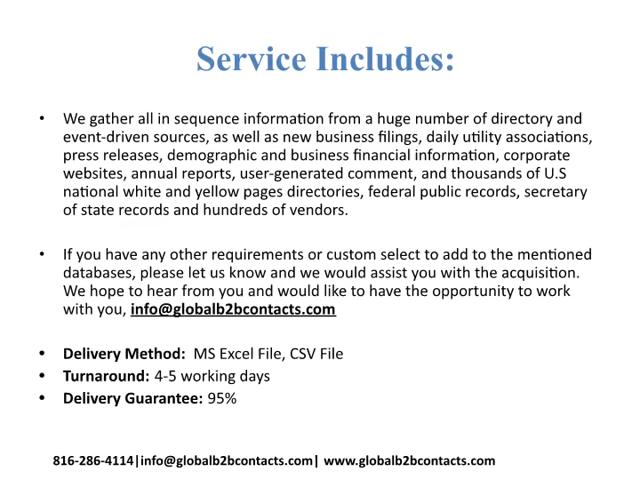 Service Includes:
• We gather all in sequence information from a huge number of directory and
event-driven sources, as well as new business filings, daily utility associations,
press releases, demographic and business financial information, corporate
websites, annual reports, user-generated comment, and thousands of U.S
national white and yellow pages directories, federal public records, secretary
of state records and hundreds of vendors.
• If you have any other requirements or custom select to add to the mentioned
databases, please let us know and we would assist you with the acquisition.
We hope to hear from you and would like to have the opportunity to work
with you, info@globalb2bcontacts.com
• Delivery Method: MS Excel File, CSV File
• Turnaround: 4-5 working days
• Delivery Guarantee: 95%
816-286-4114|info@globalb2bcontacts.com| www.globalb2bcontacts.com